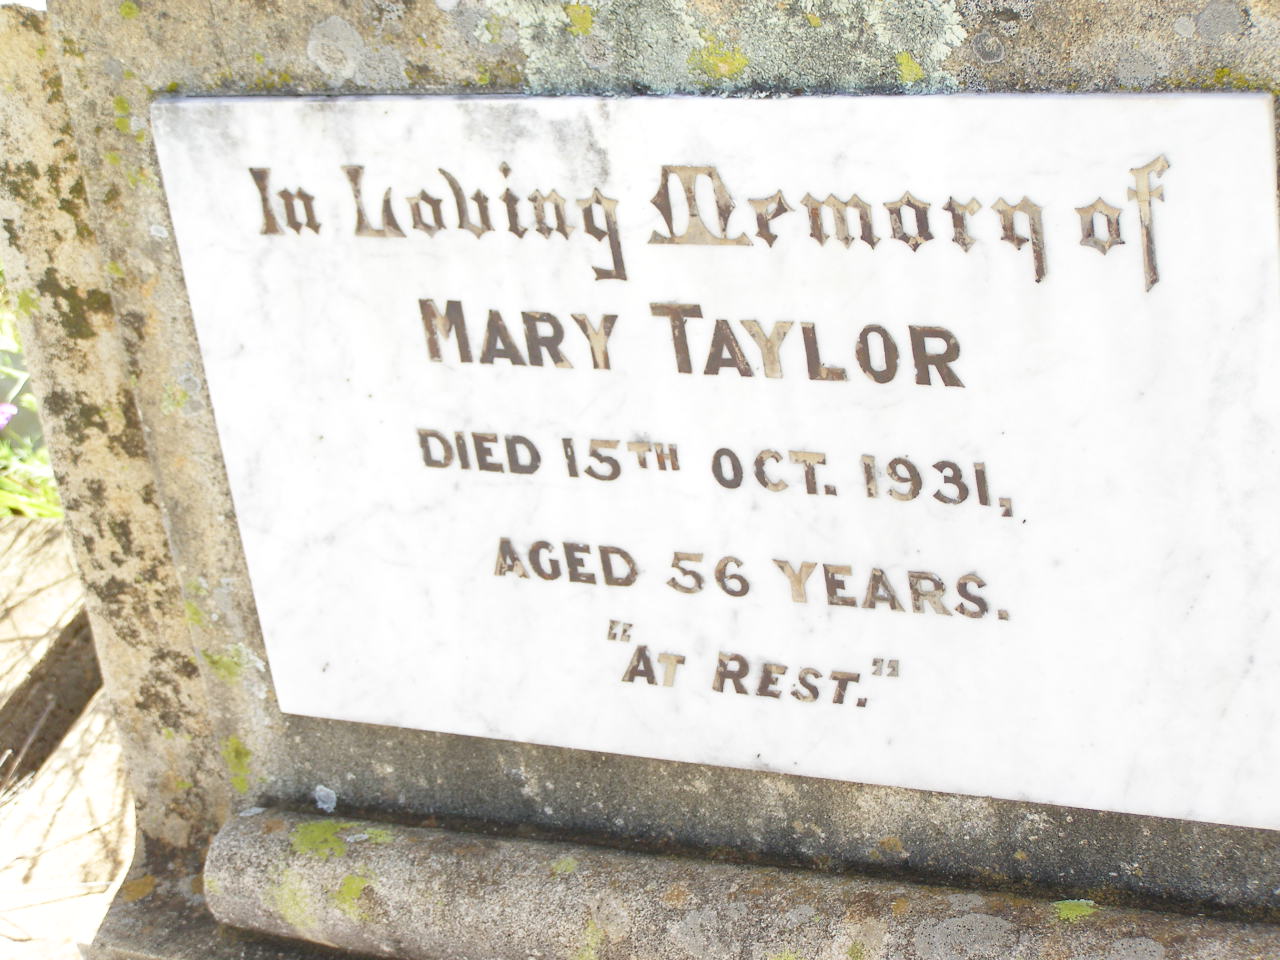 In Loving Memory of
MARY TAYLOR
DIED 15TH OCT. 1931,
AGED 56 YEARS.
"AT REST."